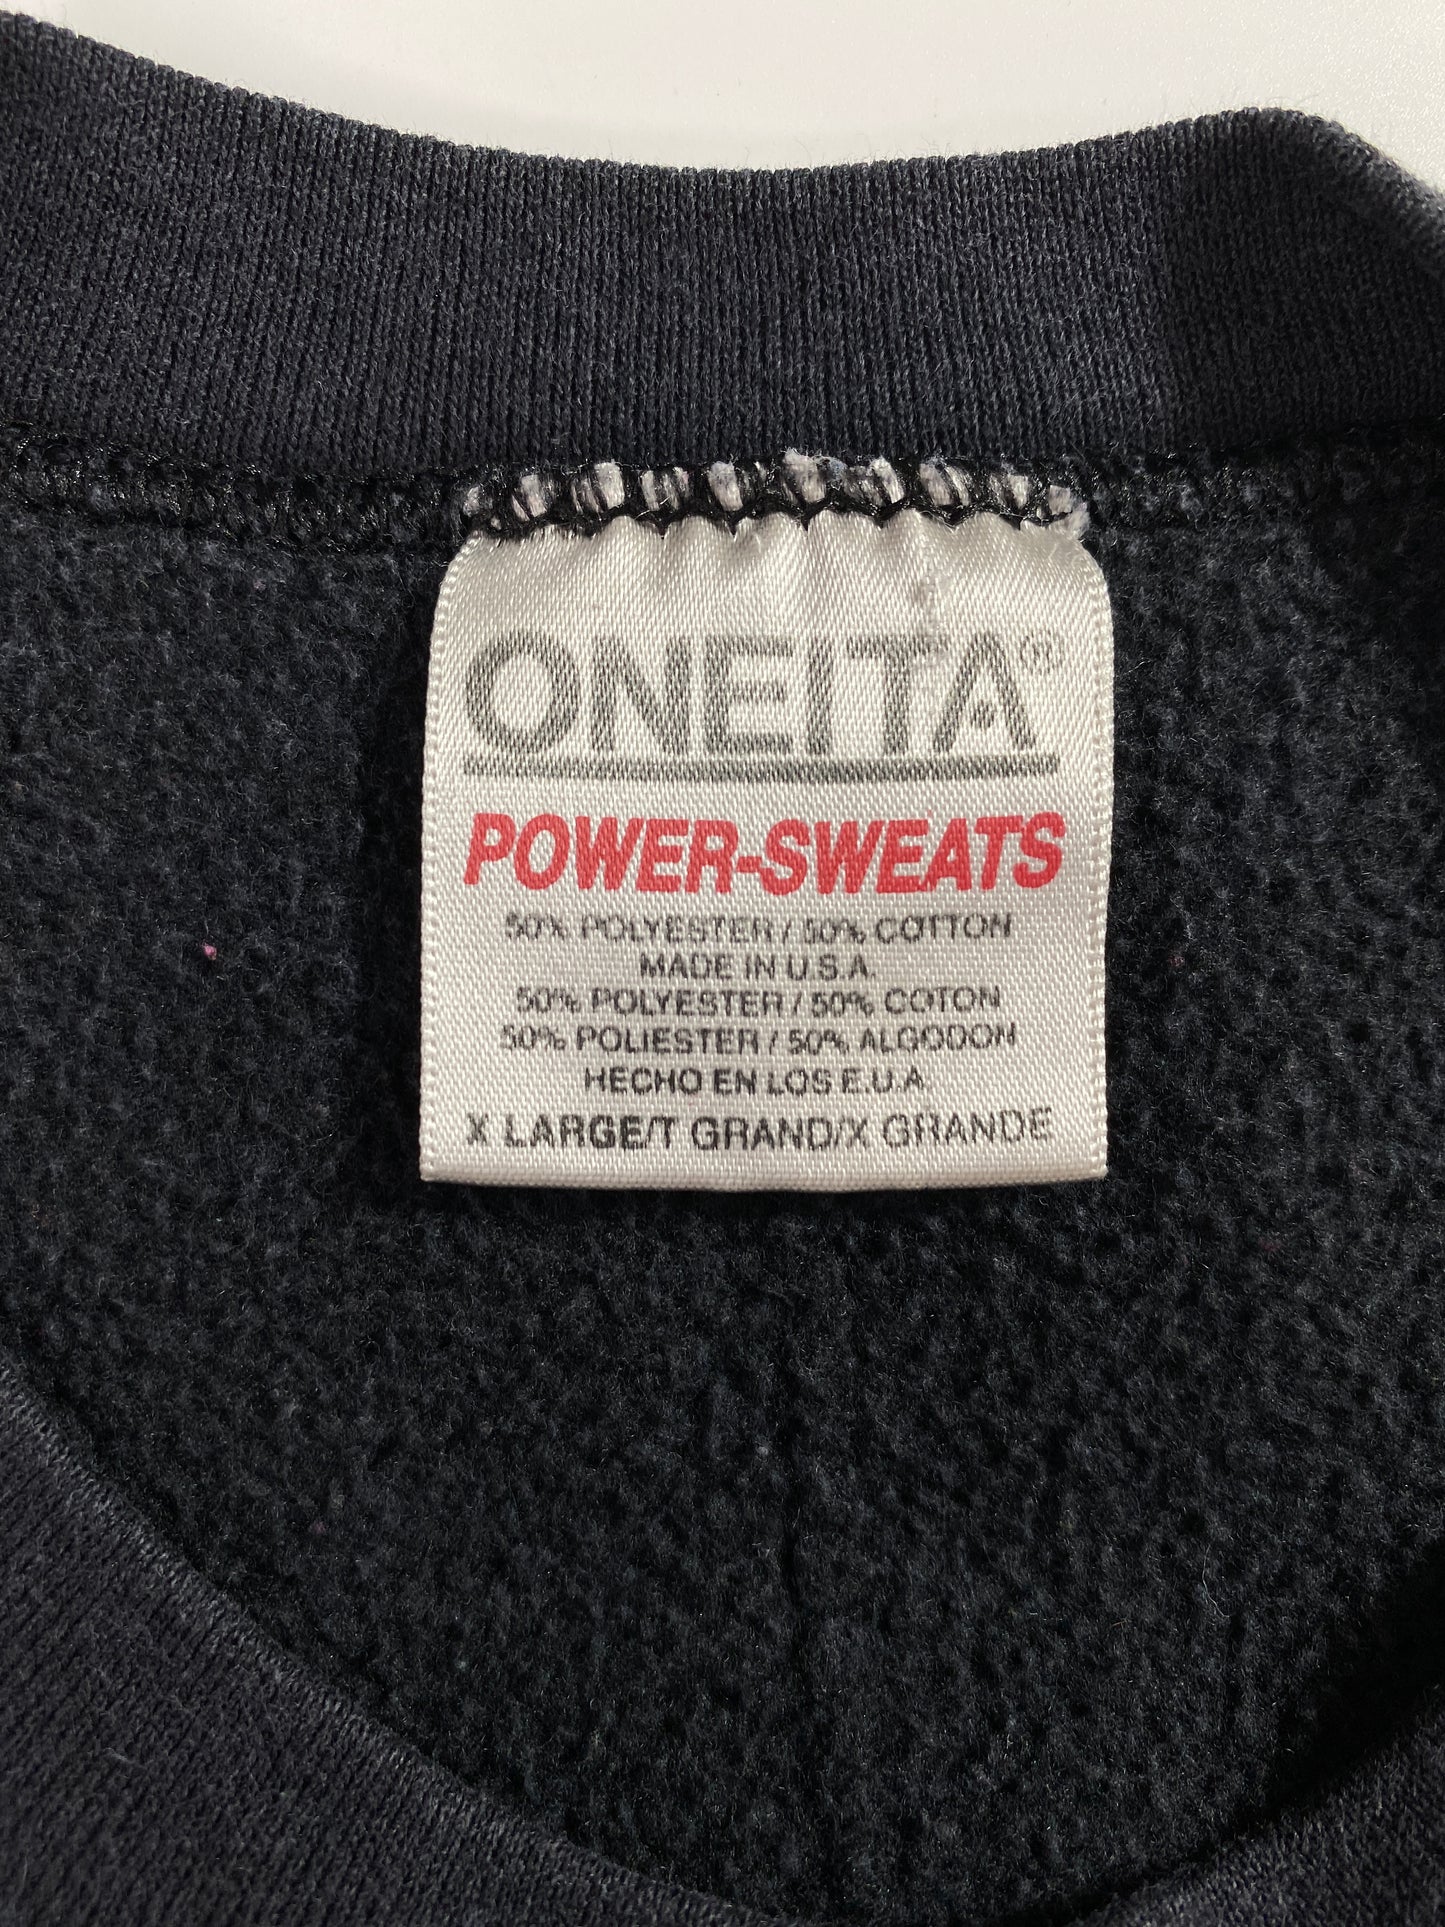 ONEITA®
POWER-SWEATS
50% POLYESTER / 50% COTTON
MADE IN U.S.A.
50% POLYESTER / 50% COTON
50% POLIESTER / 50% ALGODON
HECHO EN LOS E.U.A.
X LARGE/T GRAND/X GRANDE